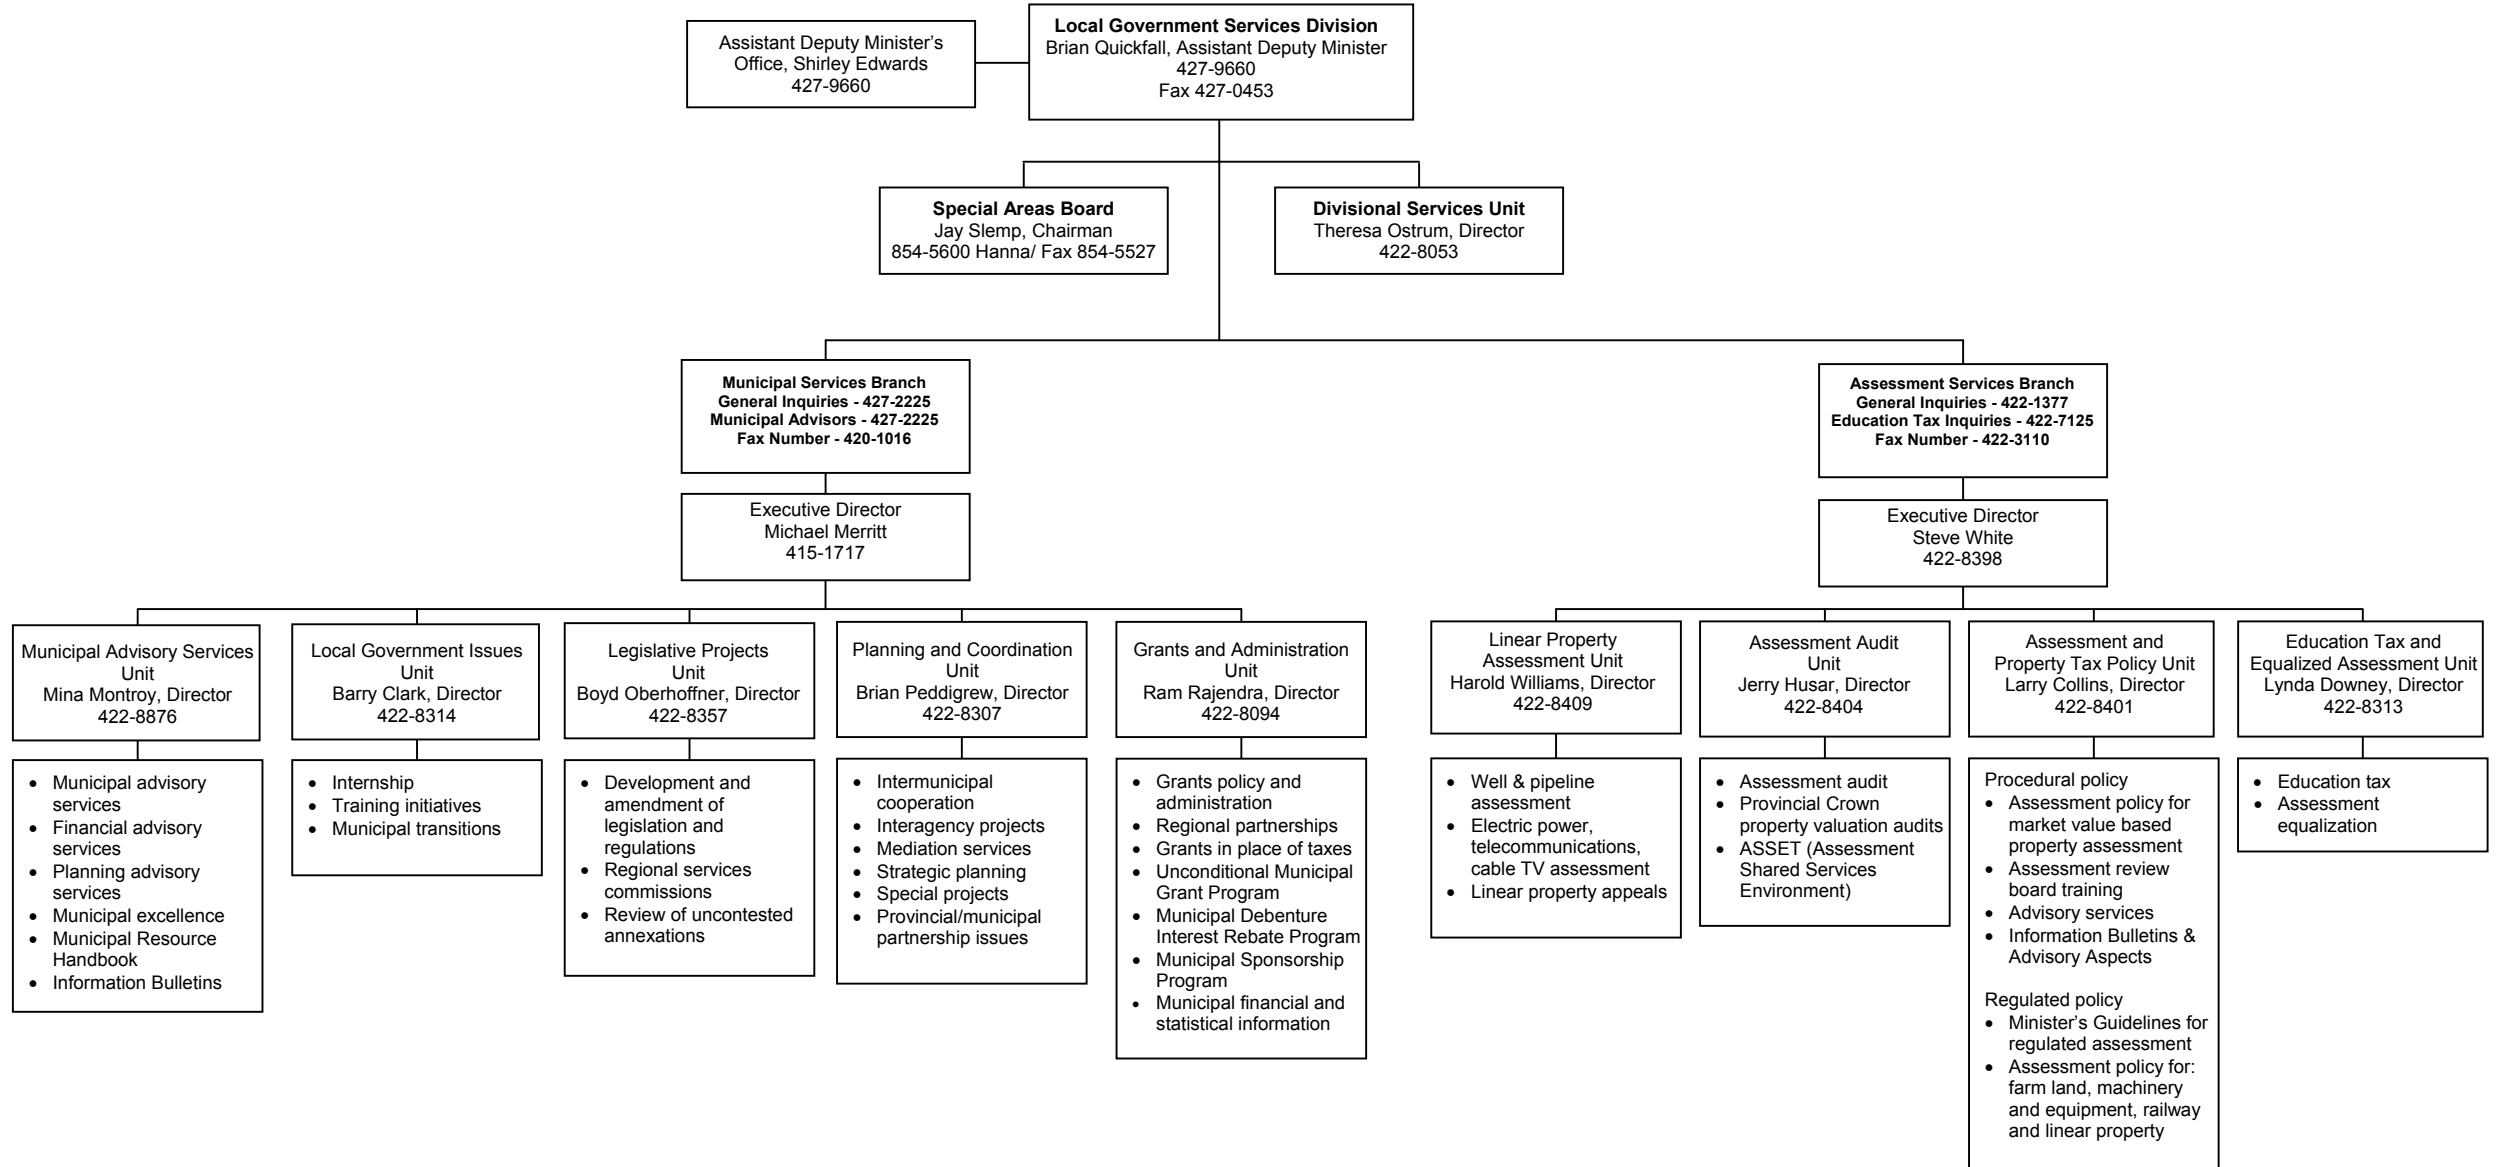 Assistant Deputy Minister's
Office, Shirley Edwards
427-9660
Local Government Services Division
Brian Quickfall, Assistant Deputy Minister
427-9660
Fax 427-0453
Special Areas Board
Jay Slemp, Chairman
854-5600 Hanna/ Fax 854-5527
Divisional Services Unit
Theresa Ostrum, Director
422-8053
Municipal Services Branch
General Inquiries - 427-2225
Municipal Advisors - 427-2225
Fax Number - 420-1016
Assessment Services Branch
General Inquiries - 422-1377
Education Tax Inquiries - 422-7125
Fax Number - 422-3110
Executive Director
Michael Merritt
415-1717
Executive Director
Steve White
422-8398
Municipal Advisory Services
Unit
Mina Montroy, Director
422-8876
Local Government Issues
Unit
Barry Clark, Director
422-8314
Legislative Projects
Unit
Boyd Oberhoffner, Director
422-8357
Planning and Coordination
Unit
Brian Peddigrew, Director
422-8307
Grants and Administration
Unit
Ram Rajendra, Director
422-8094
Linear Property
Assessment Unit
Harold Williams, Director
422-8409
Assessment Audit
Unit
Jerry Husar, Director
422-8404
Assessment and
Property Tax Policy Unit
Larry Collins, Director
422-8401
Education Tax and
Equalized Assessment Unit
Lynda Downey, Director
422-8313
• Municipal advisory
services
• Financial advisory
services
• Planning advisory
services
• Municipal excellence
• Municipal Resource
Handbook
• Information Bulletins
• Internship
• Training initiatives
• Municipal transitions
• Development and
amendment of
legislation and
regulations
• Regional services
commissions
• Review of uncontested
annexations
• Intermunicipal
cooperation
• Interagency projects
• Mediation services
• Strategic planning
• Special projects
• Provincial/municipal
partnership issues
• Grants policy and
administration
• Regional partnerships
• Grants in place of taxes
• Unconditional Municipal
Grant Program
• Municipal Debenture
Interest Rebate Program
• Municipal Sponsorship
Program
• Municipal financial and
statistical information
• Well & pipeline
assessment
• Electric power,
telecommunications,
cable TV assessment
• Linear property appeals
• Assessment audit
• Provincial Crown
property valuation audits
• ASSET (Assessment
Shared Services
Environment)
Procedural policy
• Assessment policy for
market value based
property assessment
• Assessment review
board training
• Advisory services
• Information Bulletins &
Advisory Aspects
Regulated policy
• Minister's Guidelines for
regulated assessment
• Assessment policy for:
farm land, machinery
and equipment, railway
and linear property
• Education tax
• Assessment
equalization